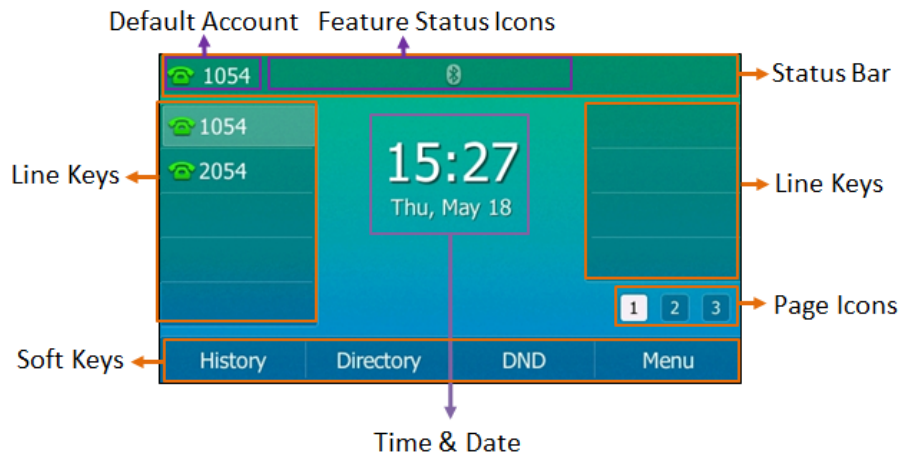 Default Account
Feature Status Icons
1054
Status Bar
1054
2054
Line Keys
15:27
Thu, May 18
Line Keys
1 2 3
Page Icons
Soft Keys
History Directory DND Menu
Time & Date